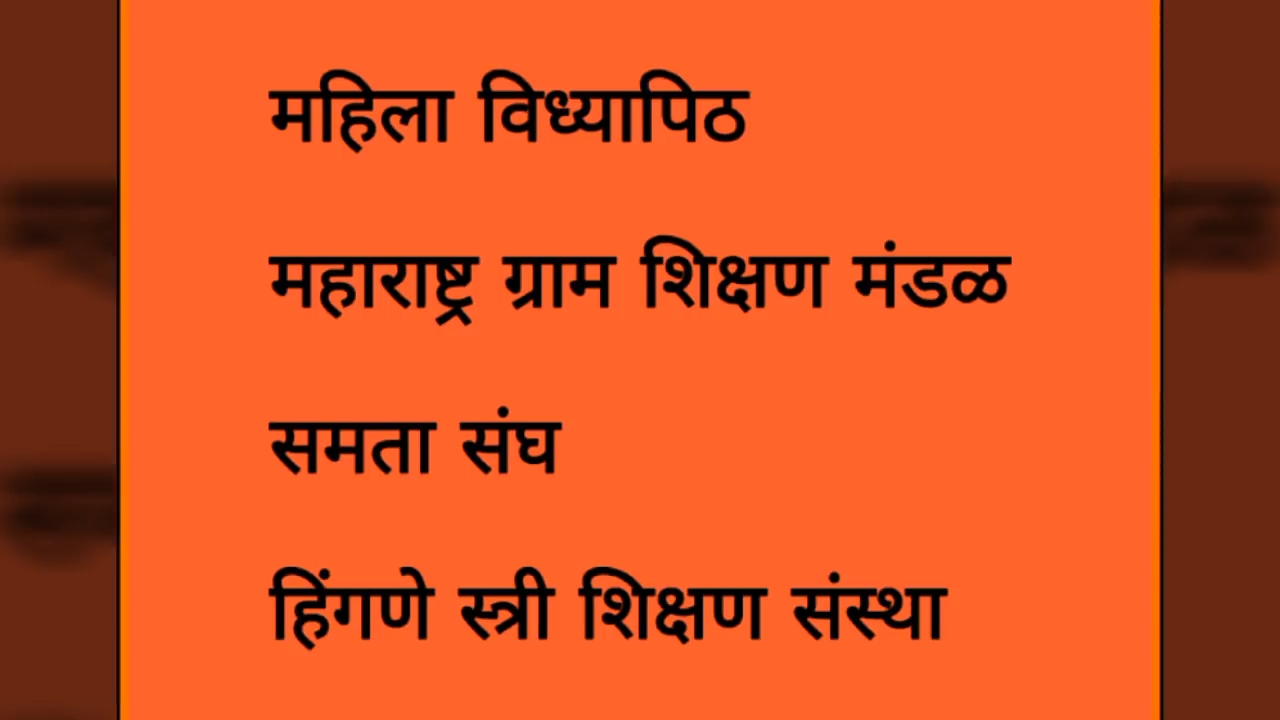 महिला विध्यापिठ
महाराष्ट्र ग्राम शिक्षण मंडळ
समता संघ
हिंगणे स्त्री शिक्षण संस्था